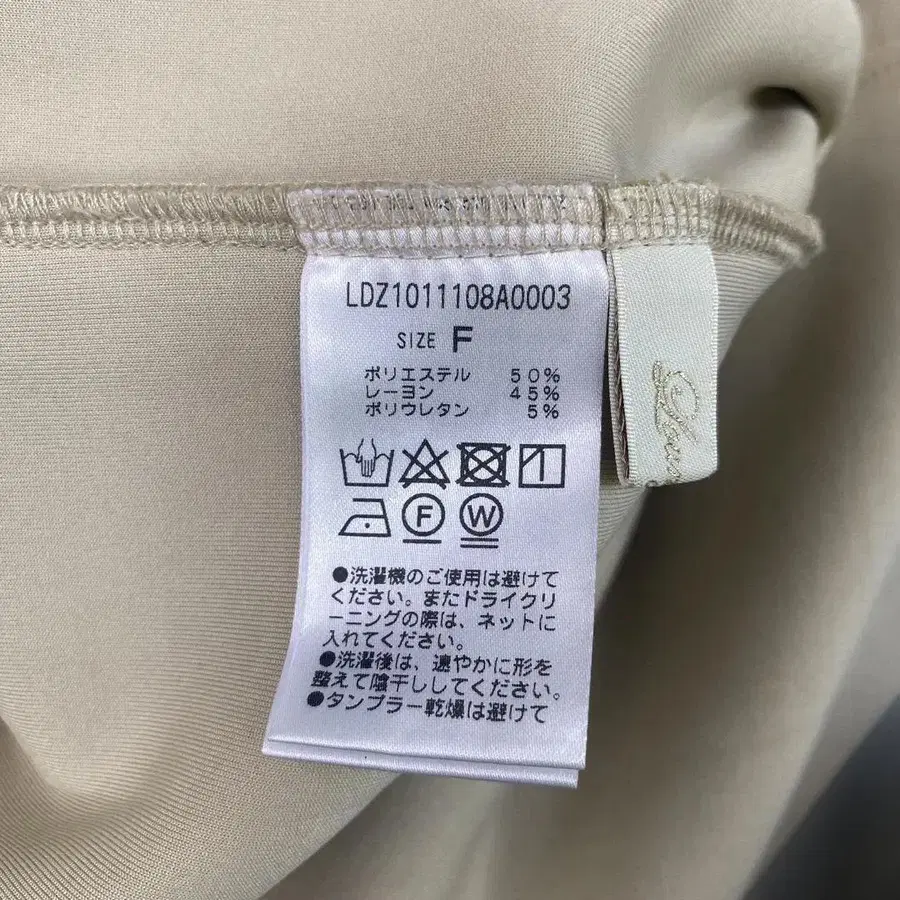 LDZ1011108A0003
SIZE F
ポリエステル 50%
レーヨン 45%
ポリウレタン 5%
F W
●洗濯機のご使用は避けて
ください。またドライクリ
ーニングの際は、ネットに
入れてください。
●洗濯後は、速やかに形を
整えて陰干ししてください。
●タンブラー乾燥は避けて